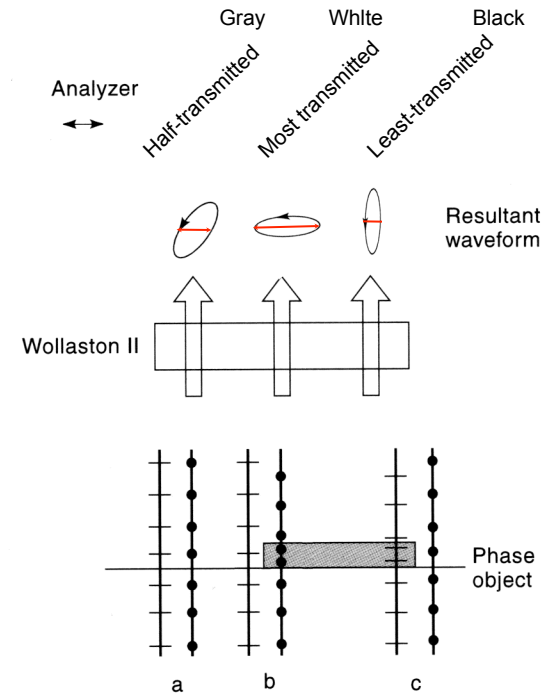 Gray
Whlte
Black
Analyzer
Half-transmitted
Most transmitted
Least-transmitted
Resultant
waveform
Wollaston II
Phase
object
a
b
c